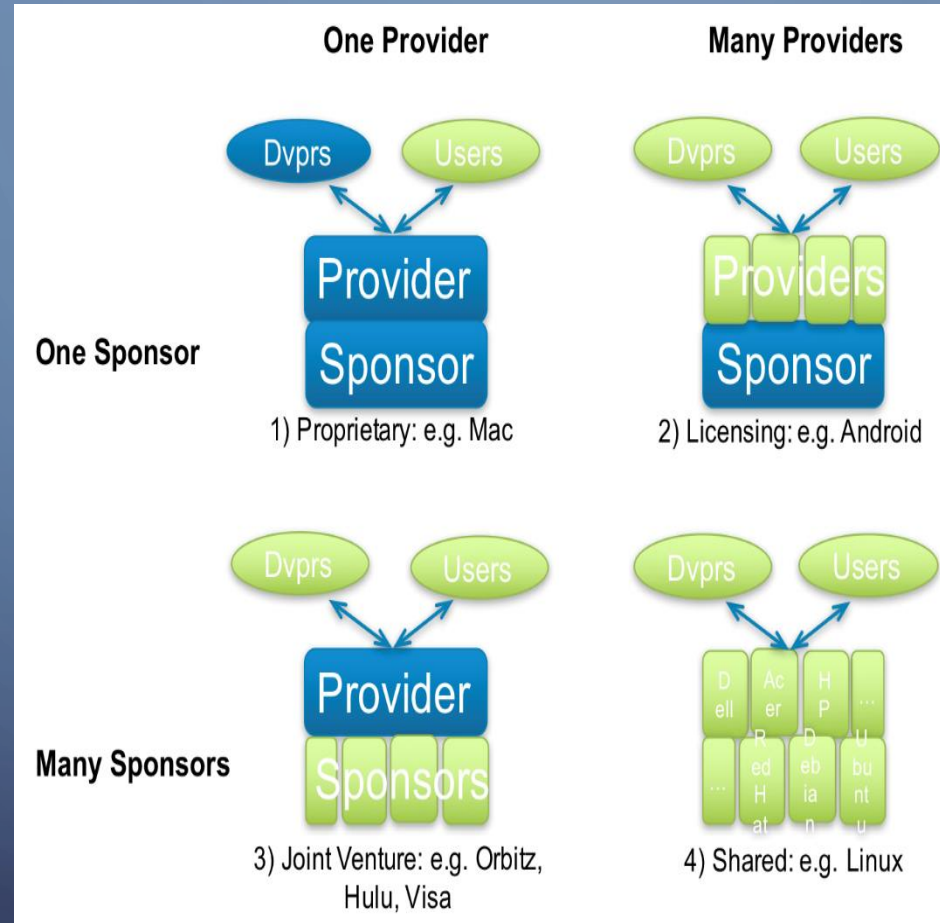 One Provider
Many Providers
Dvprs
Users
Dvprs
Users
Provider
Providers
One Sponsor
Sponsor
Sponsor
1) Proprietary: e.g. Mac
2) Licensing: e.g. Android
Dvprs
Users
Dvprs
Users
Provider
D
ell
Ac
er
H
P
...
Many Sponsors
Sponsors
...
R
ed
H
at
D
eb
ia
n
U
bu
nt
u
3) Joint Venture: e.g. Orbitz,
Hulu, Visa
4) Shared: e.g. Linux